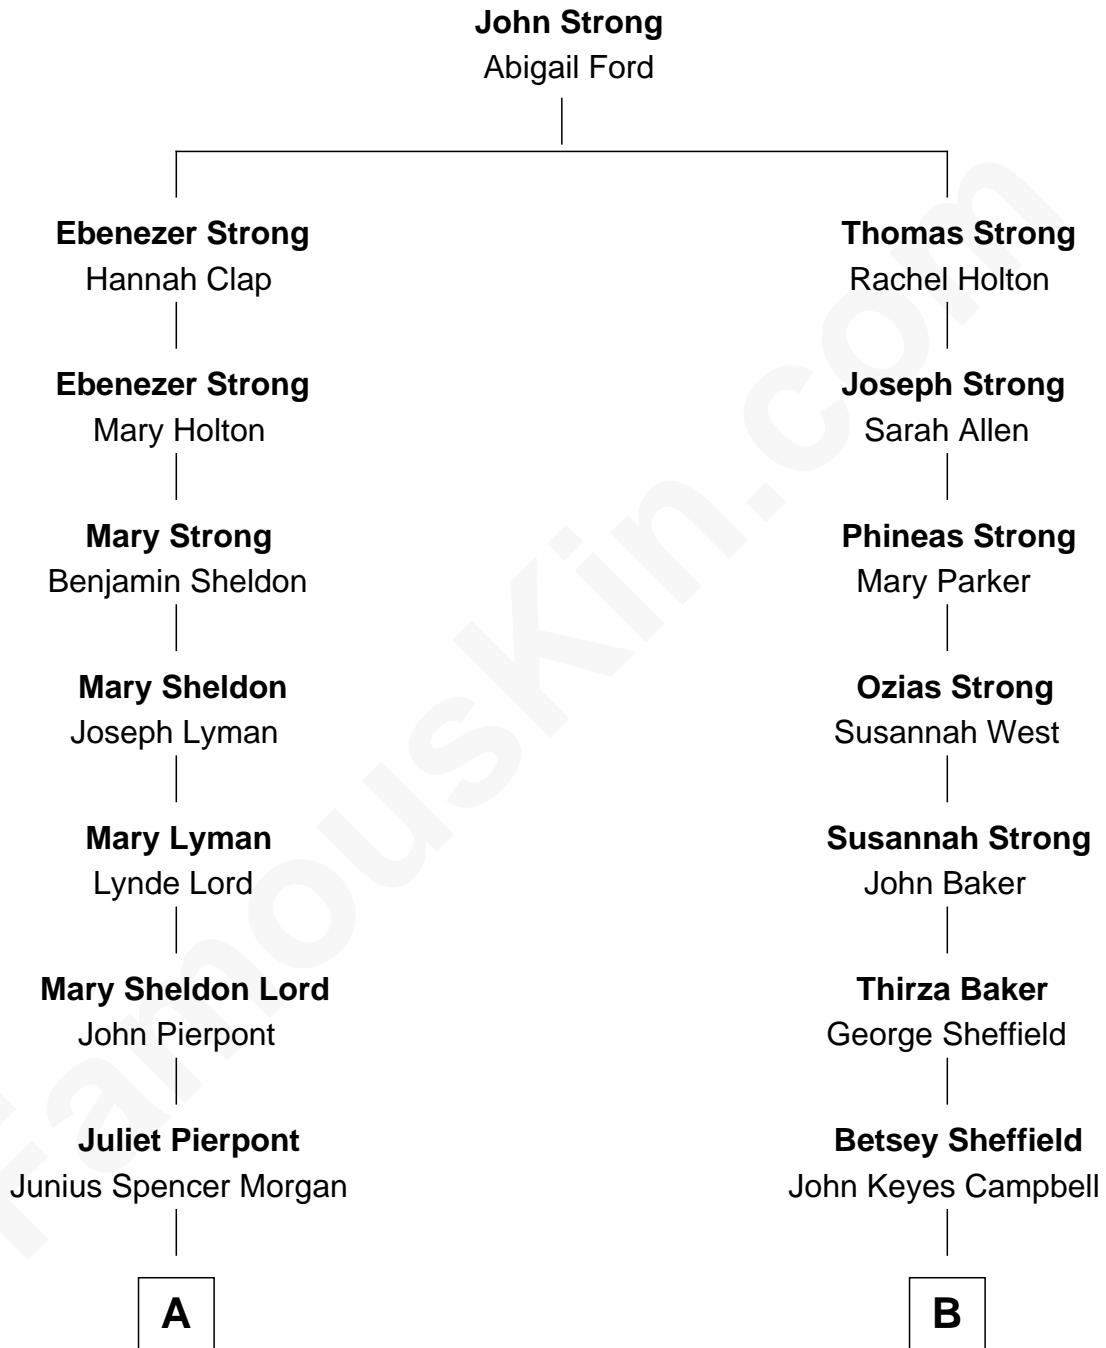 John Strong
Abigail Ford
Ebenezer Strong
Hannah Clap
Ebenezer Strong
Mary Holton
Mary Strong
Benjamin Sheldon
Mary Sheldon
Joseph Lyman
Mary Lyman
Lynde Lord
Mary Sheldon Lord
John Pierpont
Juliet Pierpont
Junius Spencer Morgan
A
Thomas Strong
Rachel Holton
Joseph Strong
Sarah Allen
Phineas Strong
Mary Parker
Ozias Strong
Susannah West
Susannah Strong
John Baker
Thirza Baker
George Sheffield
Betsey Sheffield
John Keyes Campbell
B
FamousKin.com